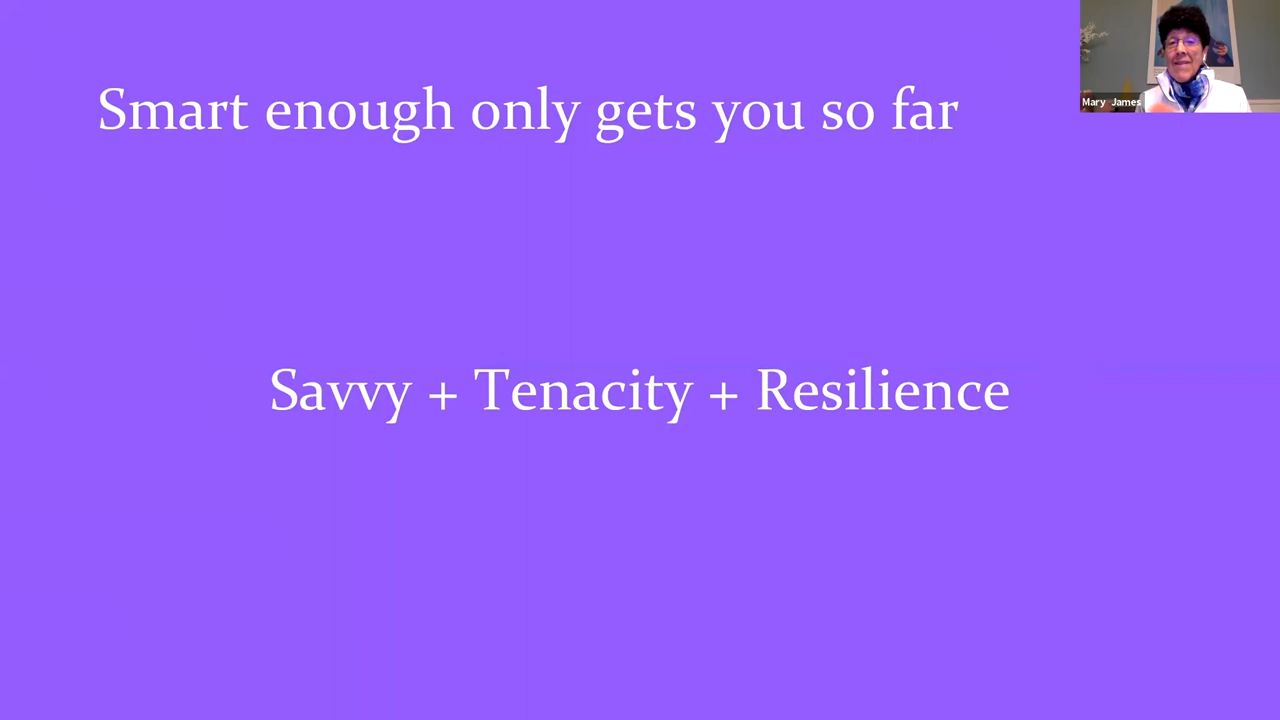 Smart enough only gets you so far
Mary James
Savvy + Tenacity + Resilience